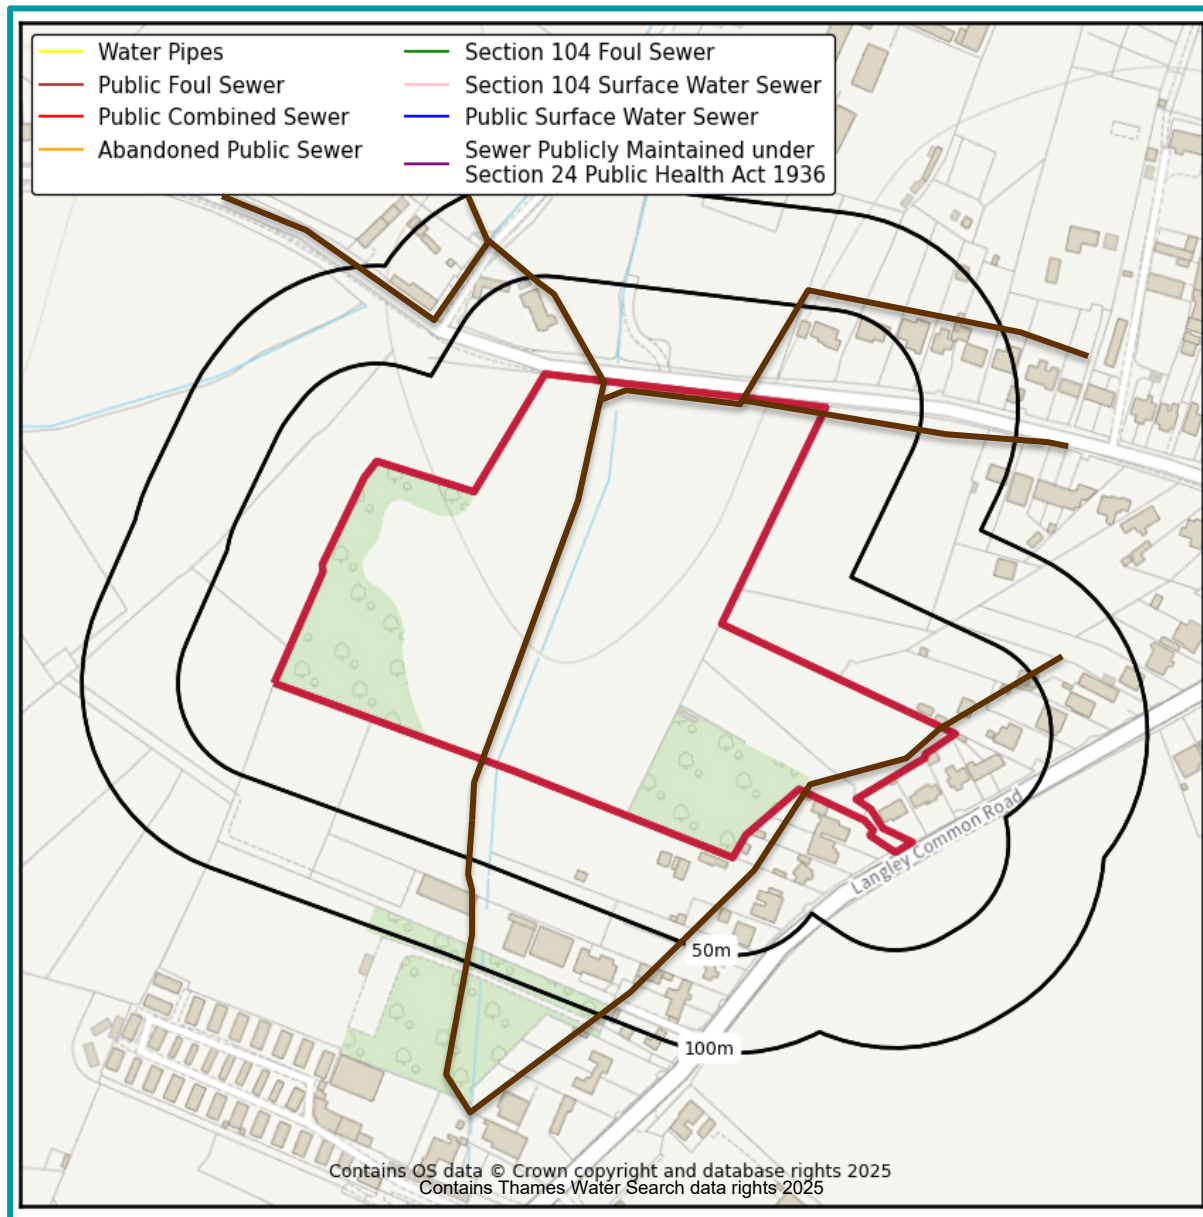 Water Pipes
Public Foul Sewer
Public Combined Sewer
Abandoned Public Sewer
Section 104 Foul Sewer
Section 104 Surface Water Sewer
Public Surface Water Sewer
Sewer Publicly Maintained under
Section 24 Public Health Act 1936
Langley Common Road
50m
100m
Contains OS data © Crown copyright and database rights 2025
Contains Thames Water Search data rights 2025